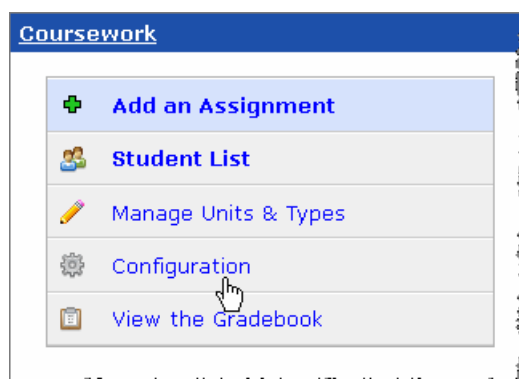 Coursework
Add an Assignment
Student List
Manage Units & Types
Configuration
View the Gradebook